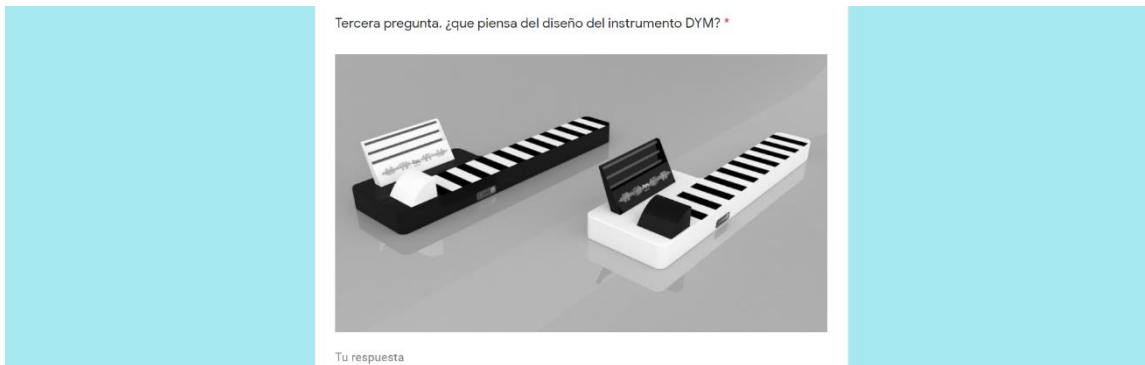 Tercera pregunta. ¿que piensa del diseño del instrumento DYM? *
Tu respuesta